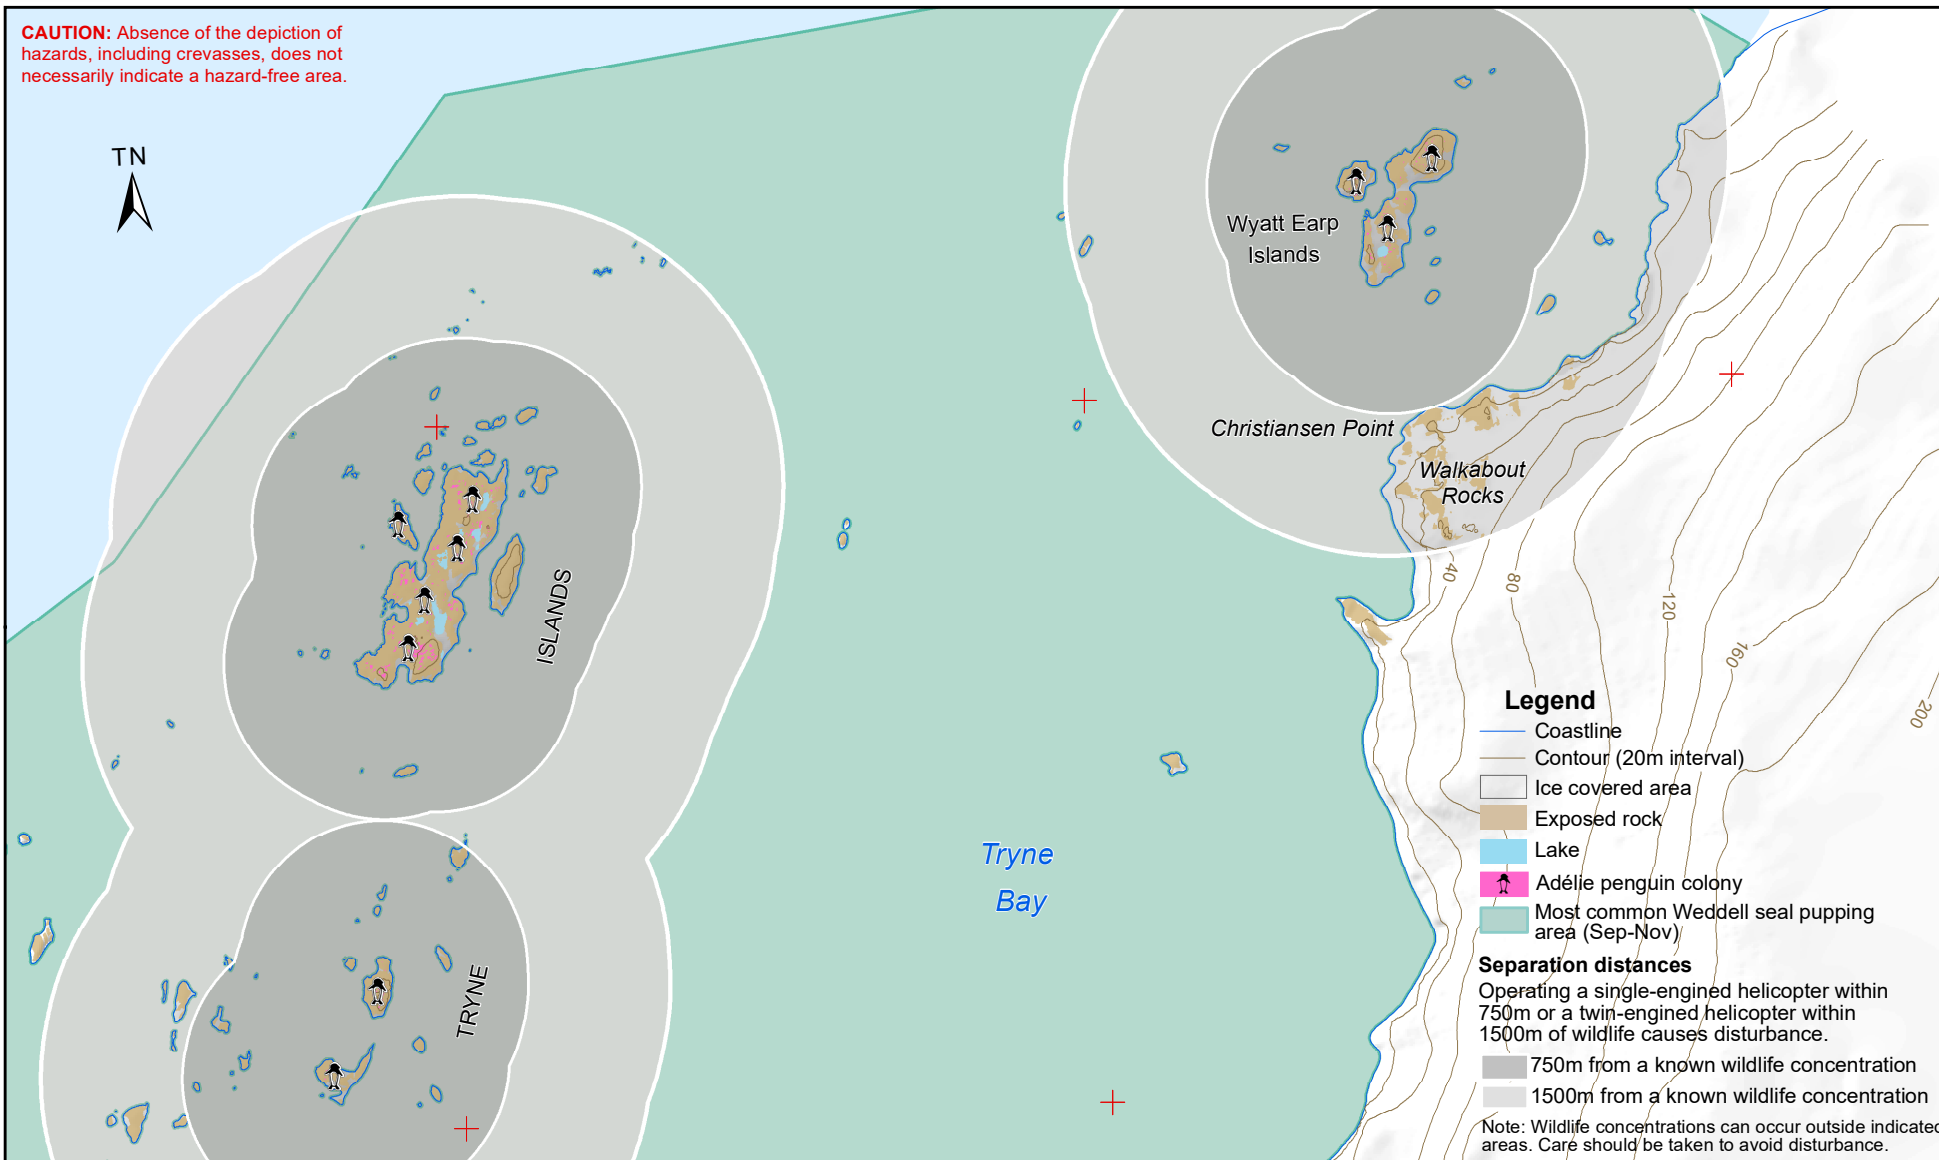 CAUTION: Absence of the depiction of
hazards, including crevasses, does not
necessarily indicate a hazard-free area.
TN
Wyatt Earp
Islands
Christiansen Point
Walkabout
Rocks
ISLANDS
40
80
120
160
200
Tryne
Bay
TRYNE
Legend
Coastline
Contour (20m interval)
Ice covered area
Exposed rock
Lake
Adélie penguin colony
Most common Weddell seal pupping
area (Sep-Nov)
Separation distances
Operating a single-engined helicopter within
750m or a twin-engined helicopter within
1500m of wildlife causes disturbance.
750m from a known wildlife concentration
1500m from a known wildlife concentration
Note: Wildlife concentrations can occur outside indicated
areas. Care should be taken to avoid disturbance.